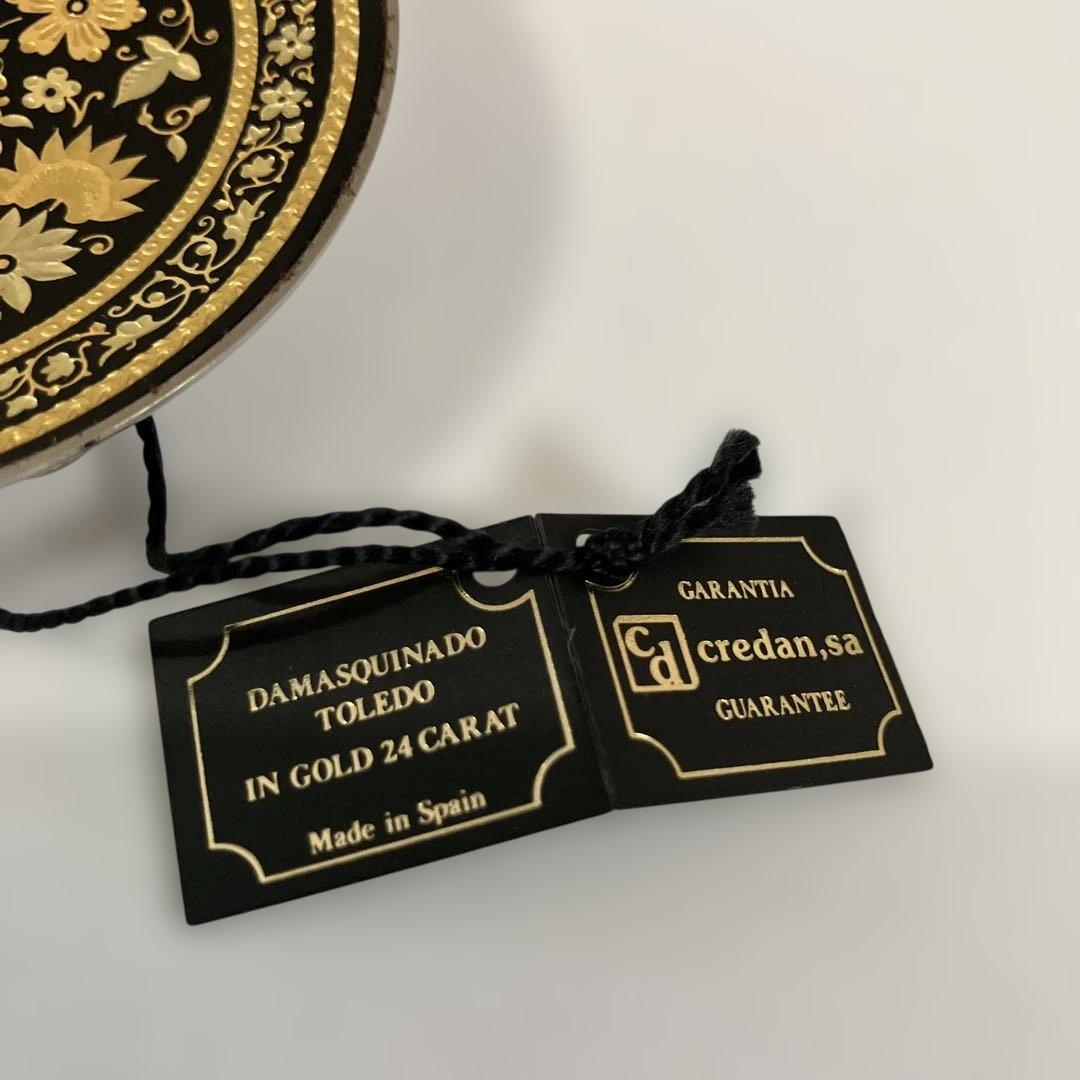 DAMASQUINADO
TOLEDO
IN GOLD 24 CARAT
Made in Spain
GARANTIA
cd credan,sa
GUARANTEE